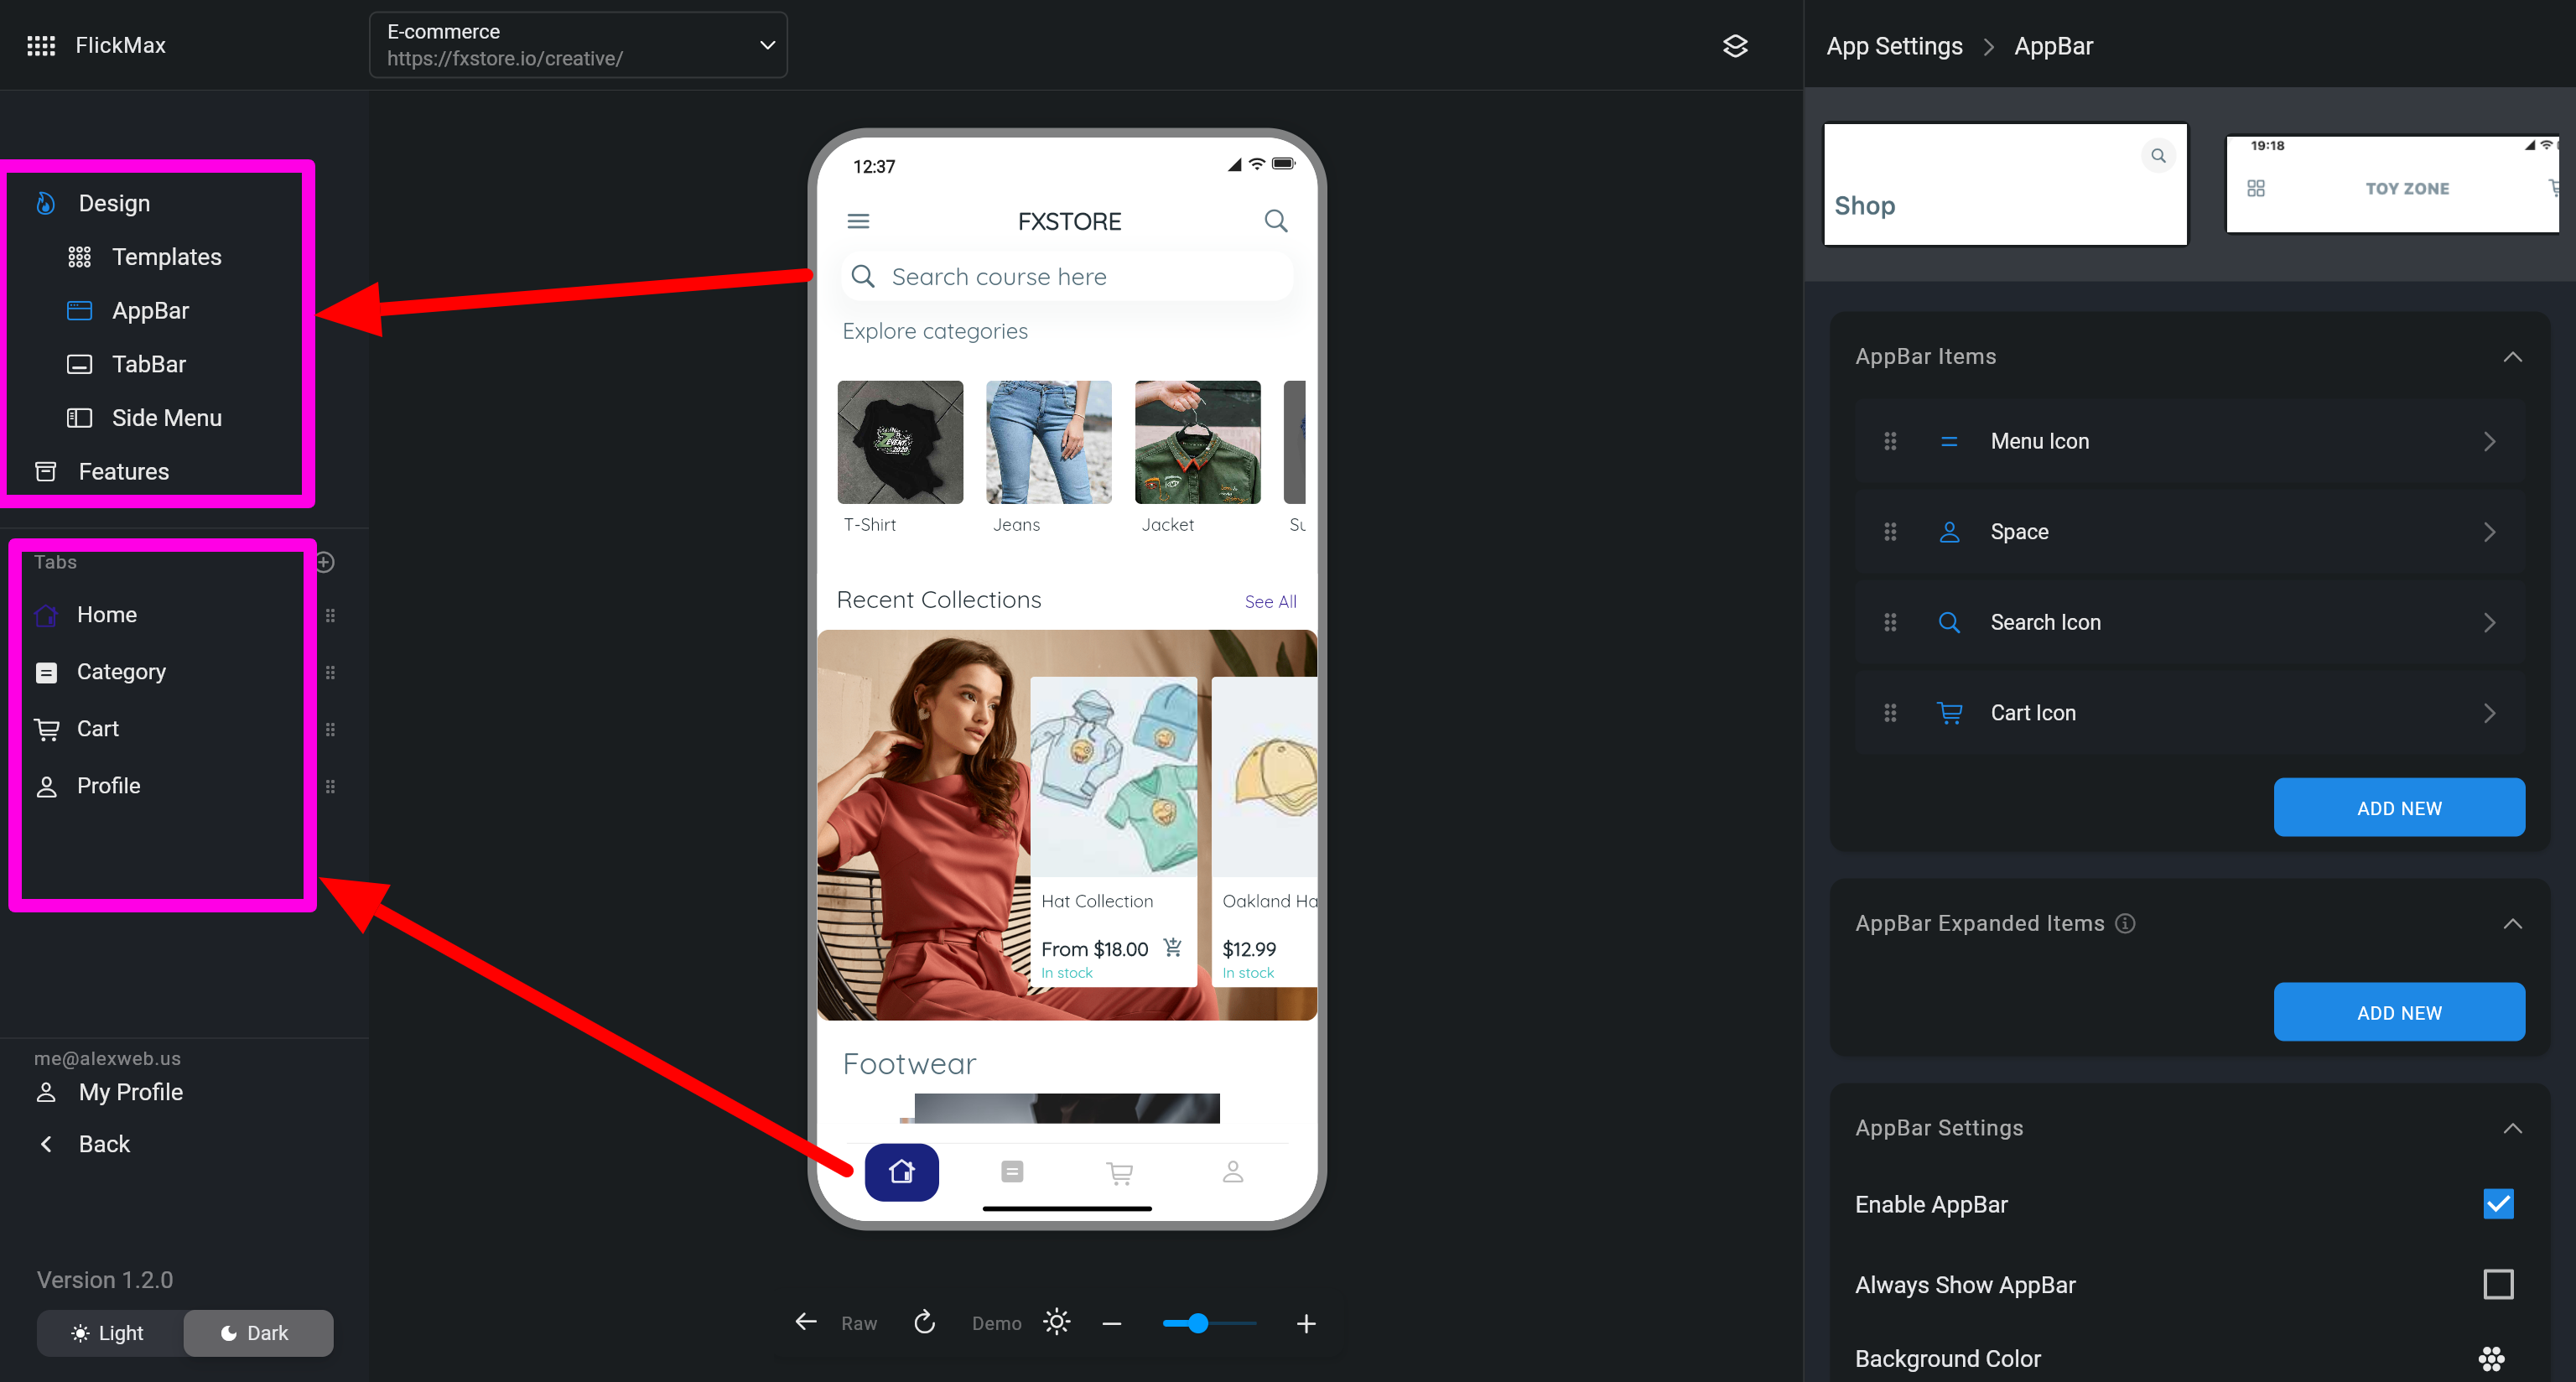 FlickMax
E-commerce
https://fxstore.io/creative/
App Settings
AppBar
Design
Templates
AppBar
TabBar
Side Menu
Features
Tabs
Home
Category
Cart
Profile
me@alexweb.us
My Profile
Back
Version 1.2.0
Light
Dark
12:37
FXSTORE
Search course here
Explore categories
T-Shirt
Jeans
Jacket
Recent Collections
See All
Hat Collection
From $18.00
In stock
Oakland Ha
$12.99
In stock
Footwear
Raw
Demo
Shop
19:18
TOY ZONE
AppBar Items
Menu Icon
Space
Search Icon
Cart Icon
ADD NEW
AppBar Expanded Items
ADD NEW
AppBar Settings
Enable AppBar
Always Show AppBar
Background Color